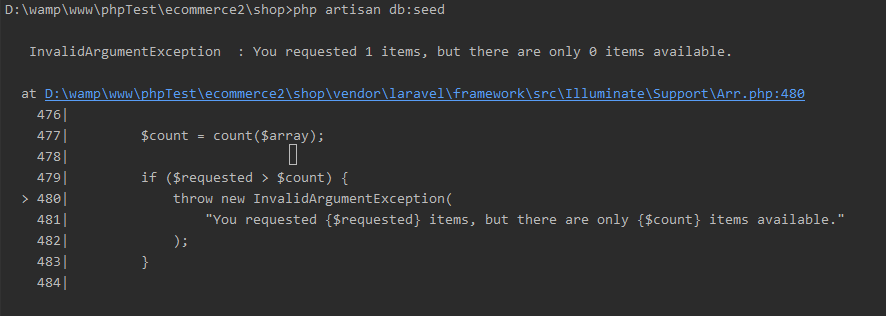 D:\wamp\www\phpTest\ecommerce2\shop>php artisan db:seed
InvalidArgumentException  : You requested 1 items, but there are only 0 items available.
at D:\wamp\www\phpTest\ecommerce2\shop\vendor\laravel\framework\src\Illuminate\Support\Arr.php:480
476|
477|         $count = count($array);
478|
479|         if ($requested > $count) {
> 480|             throw new InvalidArgumentException(
481|                 "You requested {$requested} items, but there are only {$count} items available."
482|             );
483|         }
484|